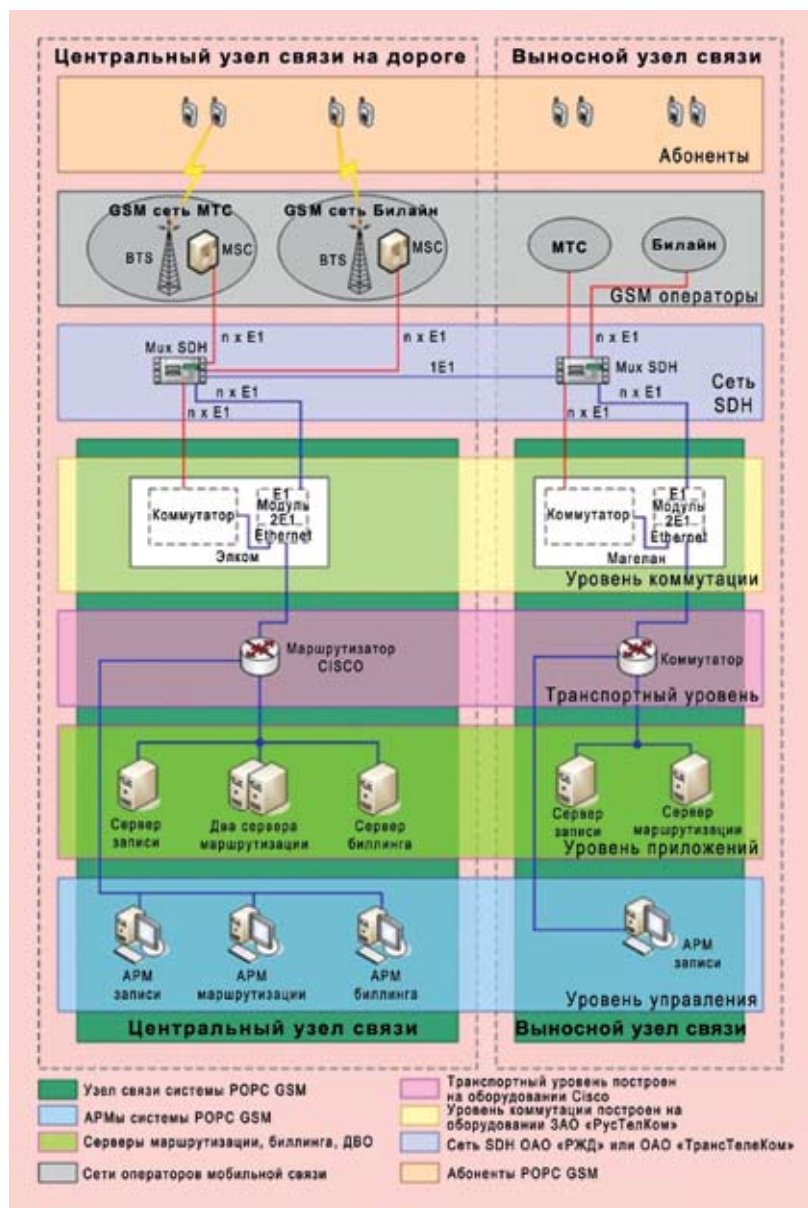 Центральный узел связи на дороге
Выносной узел связи
Абоненты
GSM сеть МТС
BTS
MSC
GSM сеть Билайн
BTS
MSC
МТС
Билайн
GSM операторы
n x E1
n x E1
n x E1
n x E1
Mux SDH
1E1
Mux SDH
n x E1
n x E1
n x E1
n x E1
Сеть
SDH
Коммутатор
E1
Модуль
2E1
Ethernet
Элком
Коммутатор
E1
Модуль
2E1
Ethernet
Магелан
Уровень коммутации
Маршрутизатор
CISCO
Коммутатор
Транспортный уровень
Сервер
записи
Два сервера
маршрутизации
Сервер
биллинга
Сервер
записи
Сервер
маршрутизации
Уровень приложений
АРМ
записи
АРМ
маршрутизации
АРМ
биллинга
АРМ
записи
Уровень управления
Центральный узел связи
Выносной узел связи
Узел связи системы РОРС GSM
АРМы системы РОРС GSM
Серверы маршрутизации, биллинга, ДВО
Сети операторов мобильной связи
Транспортный уровень построен
на оборудовании Cisco
Уровень коммутации построен на
оборудовании ЗАО «РусТелКом»
Сеть SDH ОАО «РЖД» или ОАО «ТрансТелеКом»
Абоненты РОРС GSM